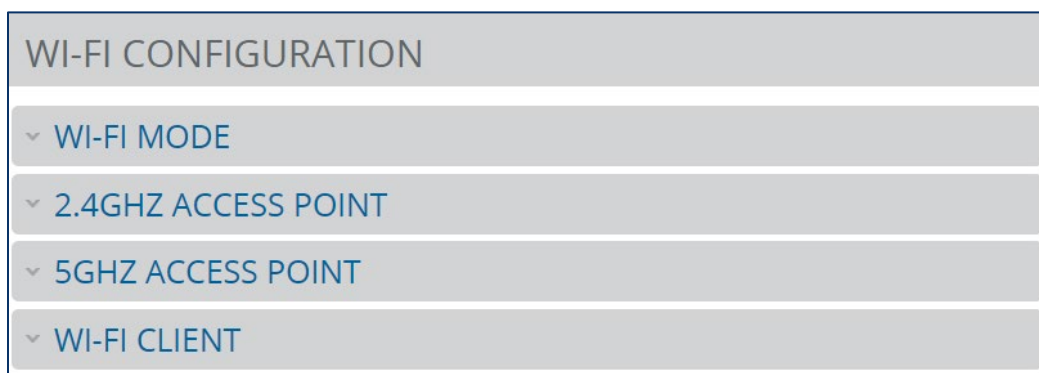 WI-FI CONFIGURATION
WI-FI MODE
2.4GHZ ACCESS POINT
5GHZ ACCESS POINT
WI-FI CLIENT